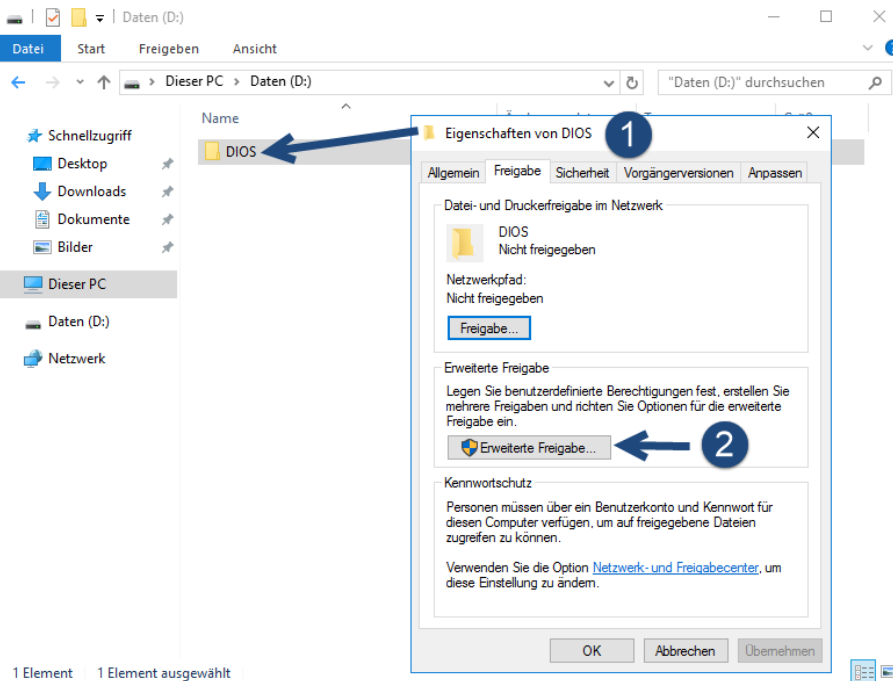 Daten (D:)
Datei Start Freigeben Ansicht
Dieser PC Daten (D:)
"Daten (D:)" durchsuchen
Name
Schnellzugriff
Desktop
Downloads
Dokumente
Bilder
Dieser PC
Daten (D:)
Netzwerk
DIOS
Eigenschaften von DIOS
1
Allgemein Freigabe Sicherheit Vorgängerversionen Anpassen
Datei- und Druckerfreigabe im Netzwerk
DIOS
Nicht freigegeben
Netzwerkpfad:
Nicht freigegeben
Freigabe...
Erweiterte Freigabe
Legen Sie benutzerdefinierte Berechtigungen fest, erstellen Sie
mehrere Freigaben und richten Sie Optionen für die erweiterte
Freigabe ein.
Erweiterte Freigabe...
2
Kennwortschutz
Personen müssen über ein Benutzerkonto und Kennwort für
diesen Computer verfügen, um auf freigegebene Dateien
zugreifen zu können.
Verwenden Sie die Option Netzwerk- und Freigabecenter, um
diese Einstellung zu ändern.
OK Abbrechen Übernehmen
1 Element 1 Element ausgewählt